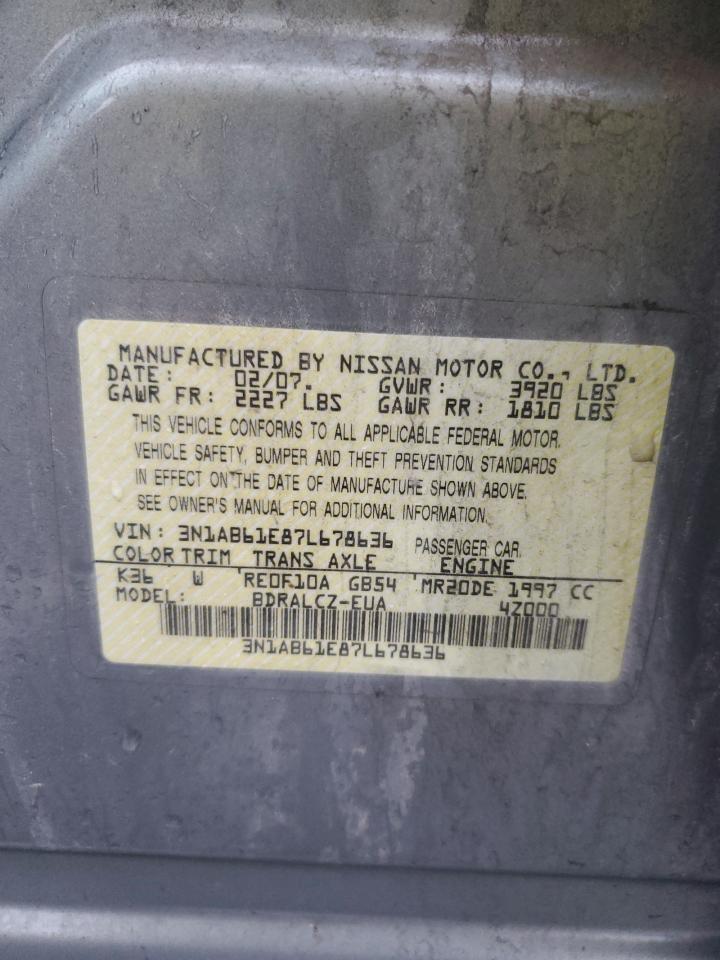 MANUFACTURED BY NISSAN MOTOR CO., LTD.
DATE: 02/07. GVWR: 3920 LBS
GAWR FR: 2227 LBS GAWR RR: 1810 LBS
THIS VEHICLE CONFORMS TO ALL APPLICABLE FEDERAL MOTOR
VEHICLE SAFETY, BUMPER AND THEFT PREVENTION STANDARDS
IN EFFECT ON THE DATE OF MANUFACTURE SHOWN ABOVE.
SEE OWNER'S MANUAL FOR ADDITIONAL INFORMATION.
VIN: 3N1AB61E87L678636 PASSENGER CAR
COLOR TRIM TRANS AXLE ENGINE
K36 W RE0F10A GB54 MR20DE 1997 CC
MODEL: BDRALCZ-EUA 4Z000
3N1AB61E87L678636